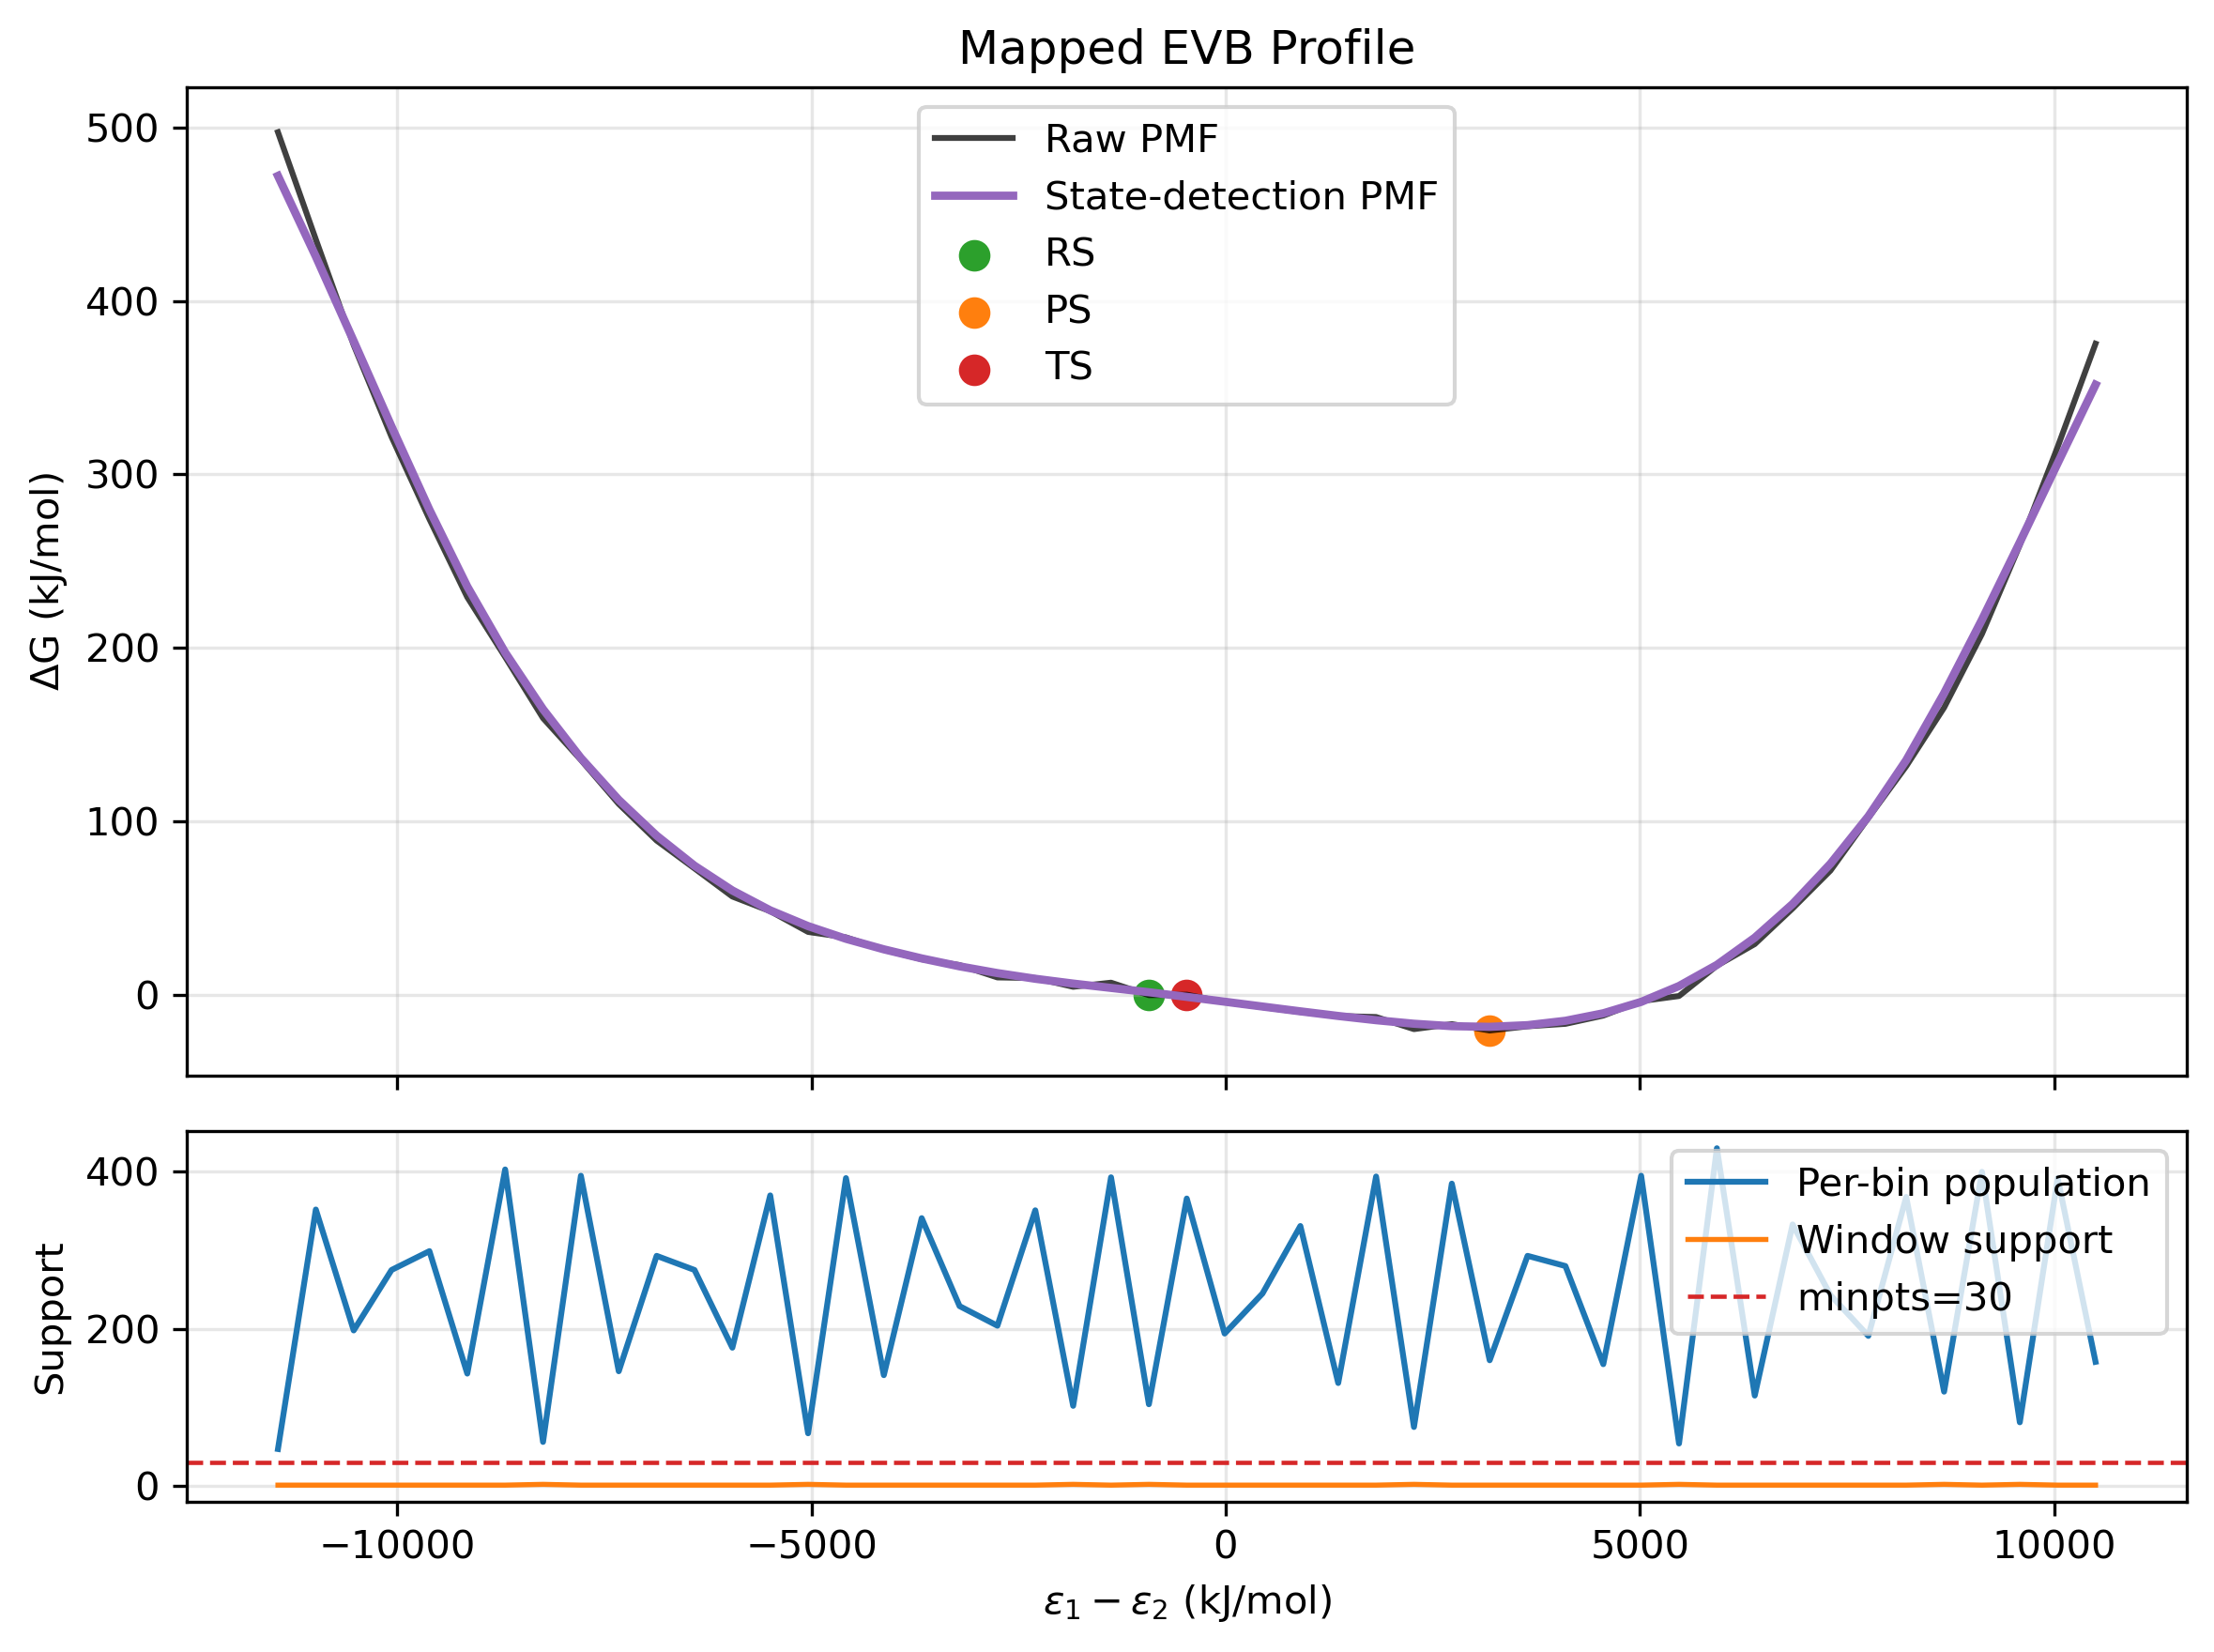 Mapped EVB Profile
500
400
300
200
100
0
ΔG (kJ/mol)
Raw PMF
State-detection PMF
RS
PS
TS
400
200
0
Support
Per-bin population
Window support
minpts=30
−10000
−5000
0
5000
10000
ε₁ − ε₂ (kJ/mol)